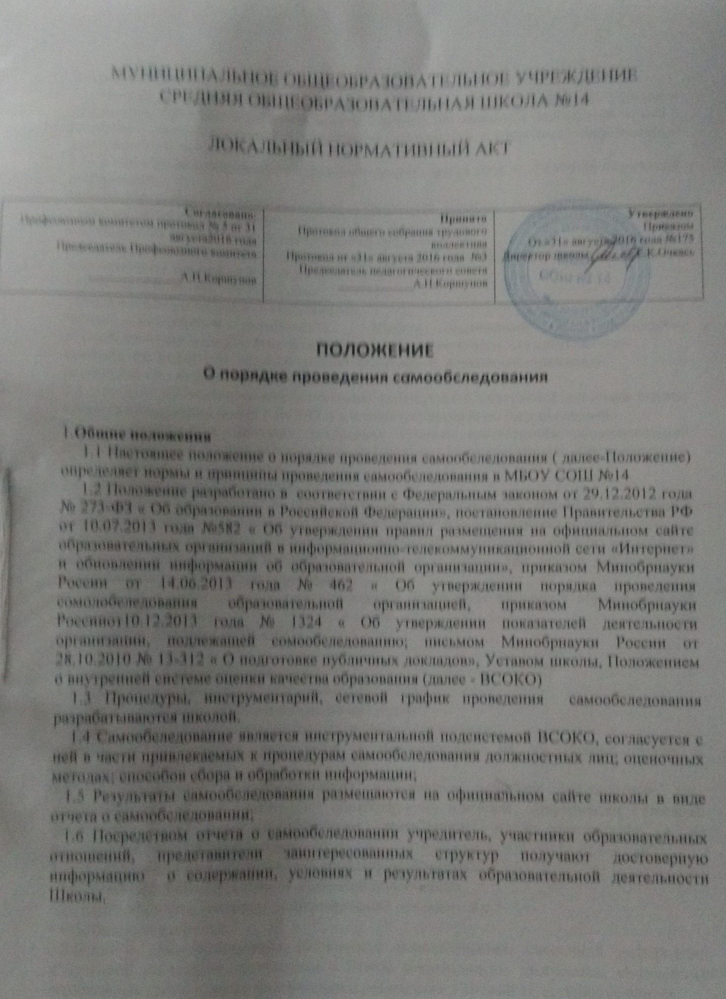 МУНИЦИПАЛЬНОЕ ОБЩЕОБРАЗОВАТЕЛЬНОЕ УЧРЕЖДЕНИЕ
СРЕДНЯЯ ОБЩЕОБРАЗОВАТЕЛЬНАЯ ШКОЛА №14
ЛОКАЛЬНЫЙ НОРМАТИВНЫЙ АКТ
Согласовано:
Профсоюзным комитетом протокол № 5 от 31
августа2016 года
Председатель Профсоюзного комитета
А.Н.Коршунов
Принято
Протокол общего собрания трудового
коллектива
Протокол от «31» августа 2016 года №3
Председатель педагогического совета
А.Н.Коршунов
Утверждено
Приказом
От «31» августа 2016 года №175
Директор школы К.Очкась
СОШ № 14
ПОЛОЖЕНИЕ
О порядке проведения самообследования
1 Общие положения
1.1 Настоящее положение о порядке проведения самообследования ( далее-Положение)
определяет нормы и принципы проведения самообследования в МБОУ СОШ №14
1.2 Положение разработано в соответствии с Федеральным законом от 29.12.2012 года
№ 273-ФЗ « Об образовании в Российской Федерации», постановление Правительства РФ
от 10.07.2013 года №582 « Об утверждении правил размещения на официальном сайте
образовательных организаций в информационно-телекоммуникационной сети «Интернет»
и обновлении информации об образовательной организации», приказом Минобрнауки
России от 14.06.2013 года № 462 « Об утверждении порядка проведения
сомолобследования образовательной организацией, приказом Минобрнауки
Россииот10.12.2013 года № 1324 « Об утверждении показателей деятельности
организации, подлежащей сомообследованию; письмом Минобрнауки России от
28.10.2010 № 13-312 « О подготовке публичных докладов», Уставом школы, Положением
о внутренней системе оценки качества образования (далее - ВСОКО)
1.3 Процедуры, инструментарий, сетевой график проведения самообследования
разрабатываются школой.
1.4 Самообследование является инструментальной подсистемой ВСОКО, согласуется с
ней в части привлекаемых к процедурам самообследования должностных лиц; оценочных
методах; способов сбора и обработки информации;
1.5 Результаты самообследования размещаются на официальном сайте школы в виде
отчета о самообследовании;
1.6 Посредством отчета о самообследовании учредитель, участники образовательных
отношений, представители заинтересованных структур получают достоверную
информацию о содержании, условиях и результатах образовательной деятельности
Школы.